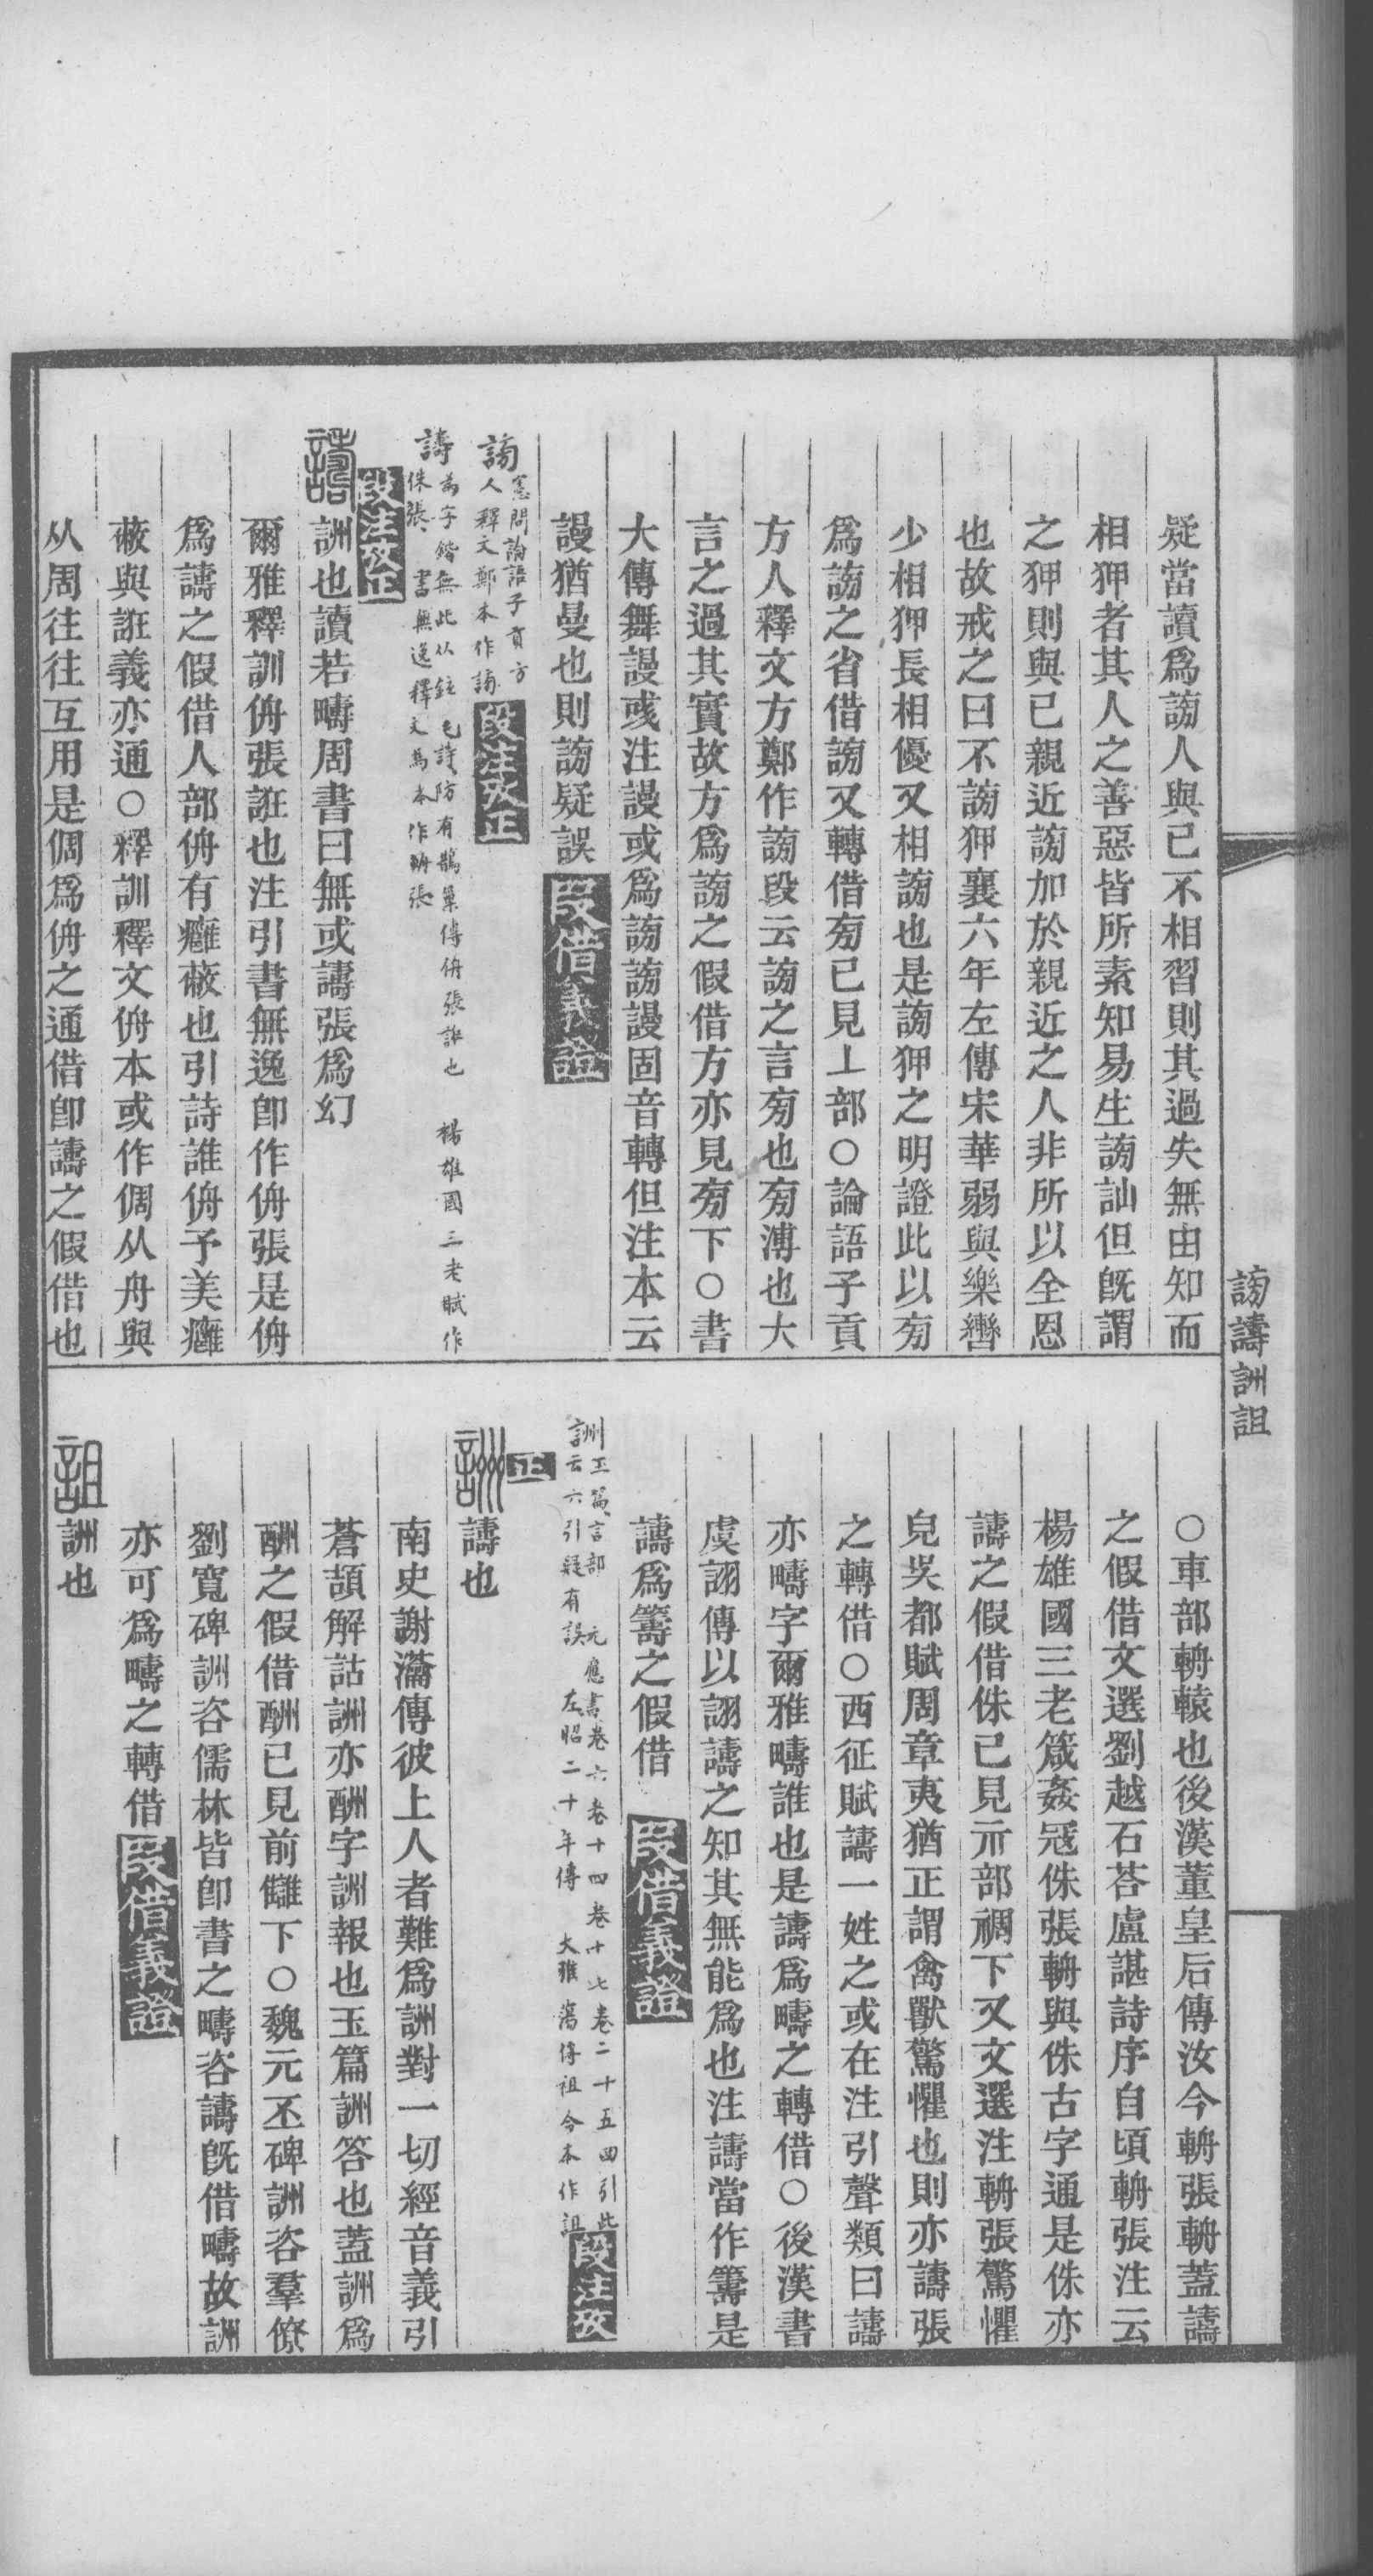 疑當讀爲謗人與已不相習則其過失無由知而
相狎者其人之善惡皆所素知易生謗訕但旣謂
之狎則與已親近謗加於親近之人非所以全恩
也故戒之曰不謗狎襄六年左傳宋華弱與樂轡
少相狎長相優又相謗也是謗狎之明證此以㫄
爲謗之省借謗又轉借㫄已見丄部○論語子貢
方人釋文方鄭作謗段云謗之言㫄也㫄溥也大
言之過其實故方爲謗之假借方亦見㫄下○書
大傳舞謾彧注謾或爲謗謗謾固音轉但注本云
謾猶曼也則謗疑誤 段借義證
謗 憲問論語子貢方
人釋文鄭本作謗 段注攷正
譸 爲字鍇無此以鉉 毛詩防有鵲巢傳侜張誑也 楊雄國三老賦作
侏張 書無逸釋文馬本作輈張
段注攷正
譸 詶也讀若疇周書曰無或譸張爲幻
爾雅釋訓侜張誑也注引書無逸卽作侜張是侜
爲譸之假借人部侜有癰蔽也引詩誰侜予美癰
蔽與誑義亦通○釋訓釋文侜本或作倜从舟與
从周往往互用是倜爲侜之通借卽譸之假借也
○車部輈轅也後漢董皇后傳汝今輈張輈蓋譸
之假借文選劉越石荅盧諶詩序自頃輈張注云
楊雄國三老箴姦冦侏張輈與侏古字通是侏亦
譸之假借侏已見示部禂下又文選注輈張驚懼
皃吳都賦周章夷猶正謂禽獸驚懼也則亦譸張
之轉借○西征賦譸一姓之或在注引聲類曰譸
亦疇字爾雅疇誰也是譸爲疇之轉借○後漢書
虞詡傳以詡譸之知其無能爲也注譸當作籌是
譸爲籌之假借 段借義證
詶 玉篇言部 元應書卷六卷十四卷十七卷二十五四引此
詛 云六引疑有誤 左昭二十年傳 大雅蕩傳祖今本作詛 段注攷
正
詶 譸也
南史謝瀹傳彼上人者難爲詶對一切經音義引
蒼頡解詁詶亦酬字詶報也玉篇詶答也蓋詶爲
酬之假借酬已見前讎下○魏元丕碑詶咨羣僚
劉寬碑詶咨儒林皆卽書之疇咨譸旣借疇故詶
亦可爲疇之轉借 段借義證
詛 詶也
謗譸詶詛